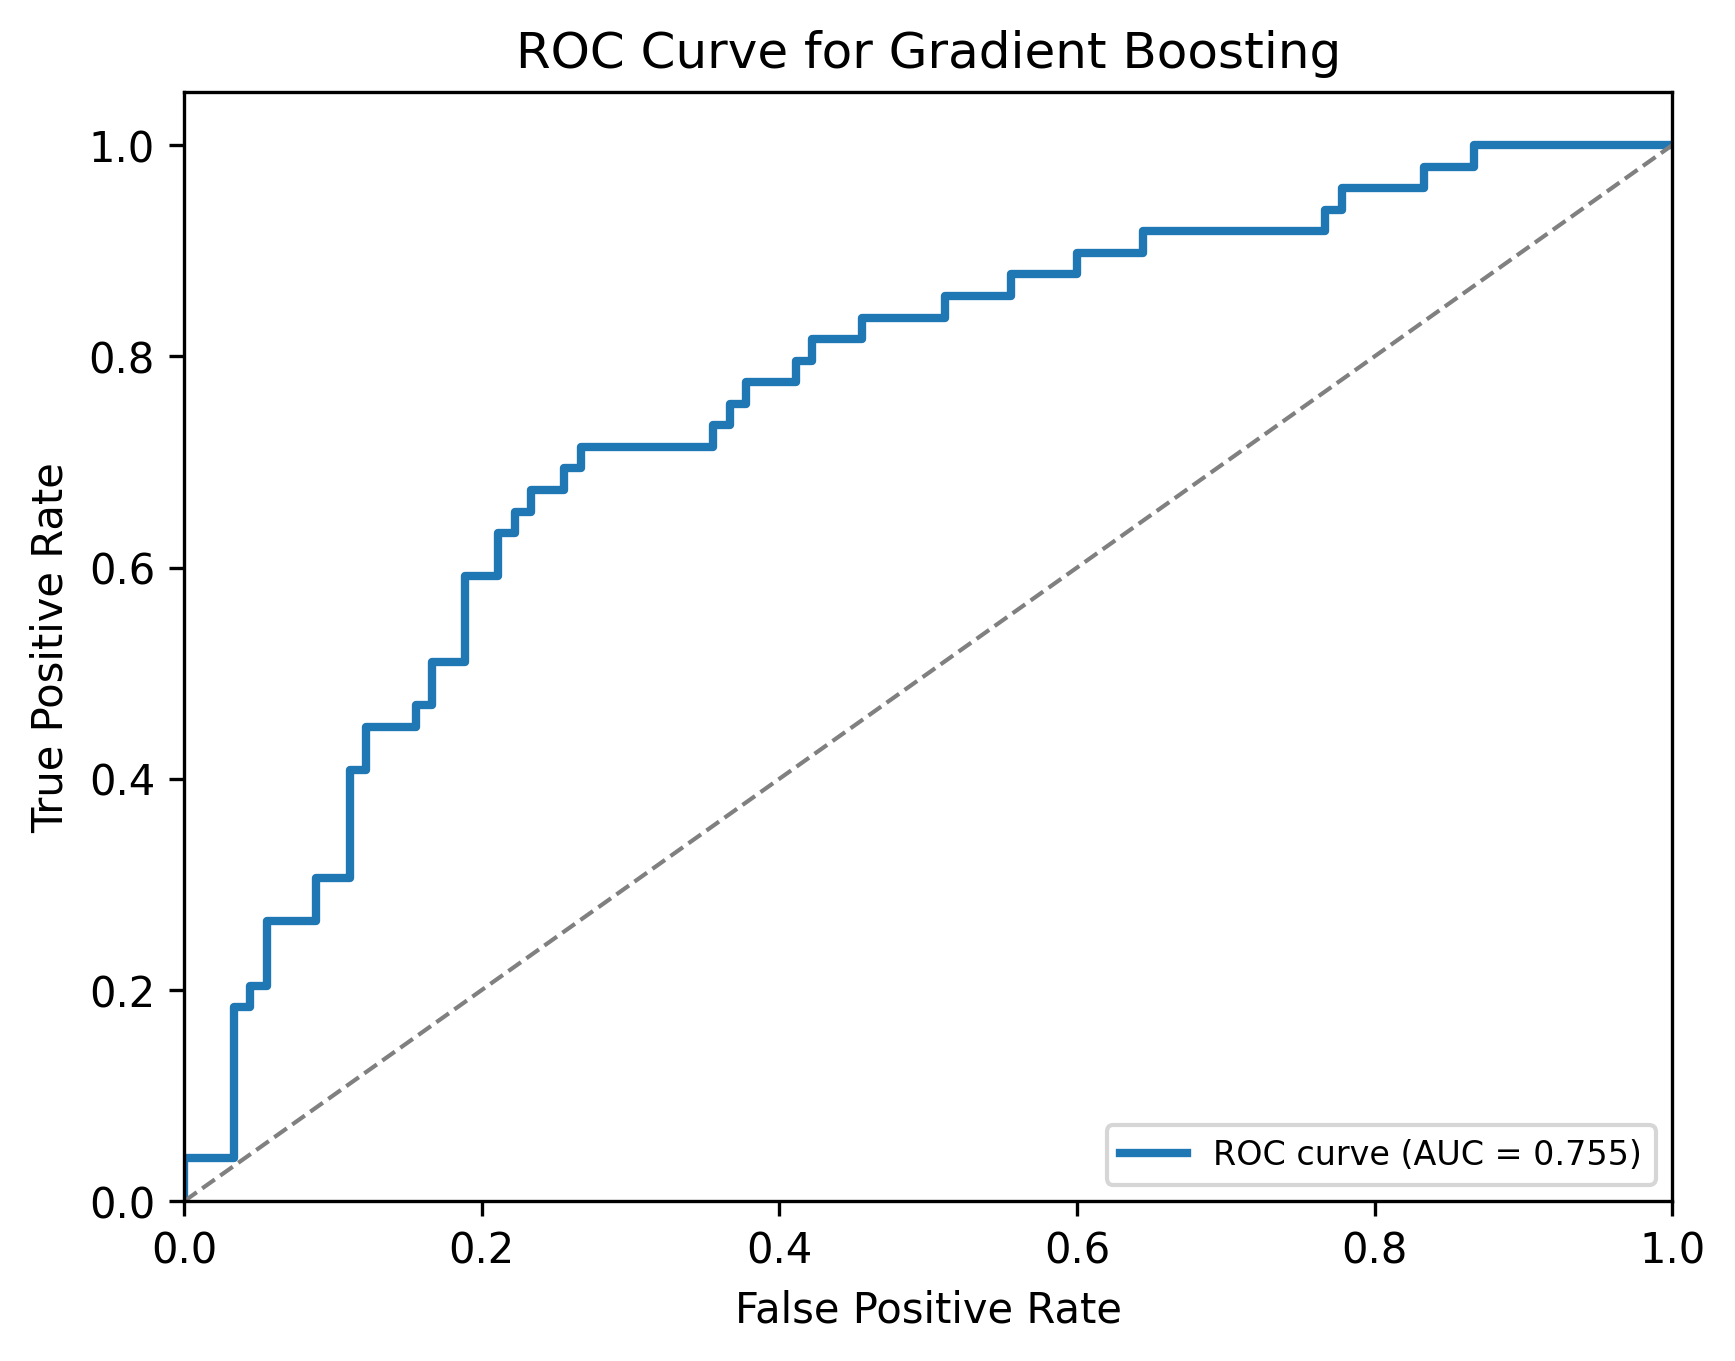 ROC Curve for Gradient Boosting
True Positive Rate
1.0
0.8
0.6
0.4
0.2
0.0
ROC curve (AUC = 0.755)
0.0 0.2 0.4 0.6 0.8 1.0
False Positive Rate